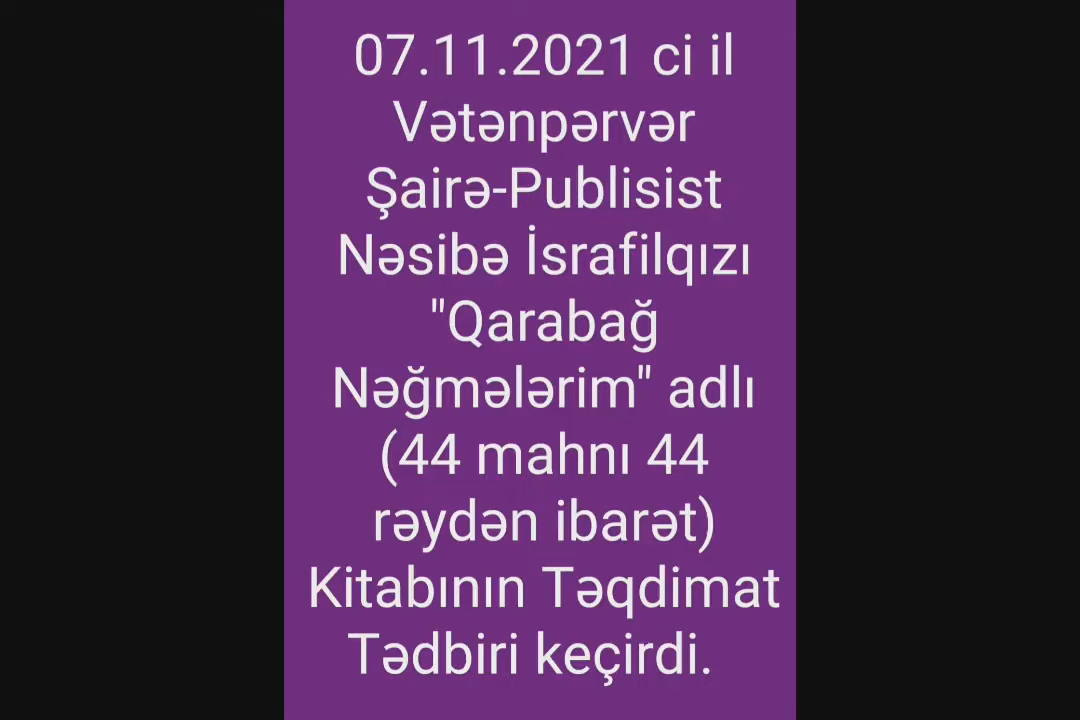 07.11.2021 ci il
Vətənpərvər
Şairə-Publisist
Nəsibə İsrafilqızı
"Qarabağ
Nəğmələrim" adlı
(44 mahnı 44
rəydən ibarət)
Kitabının Təqdimat
Tədbiri keçirdi.